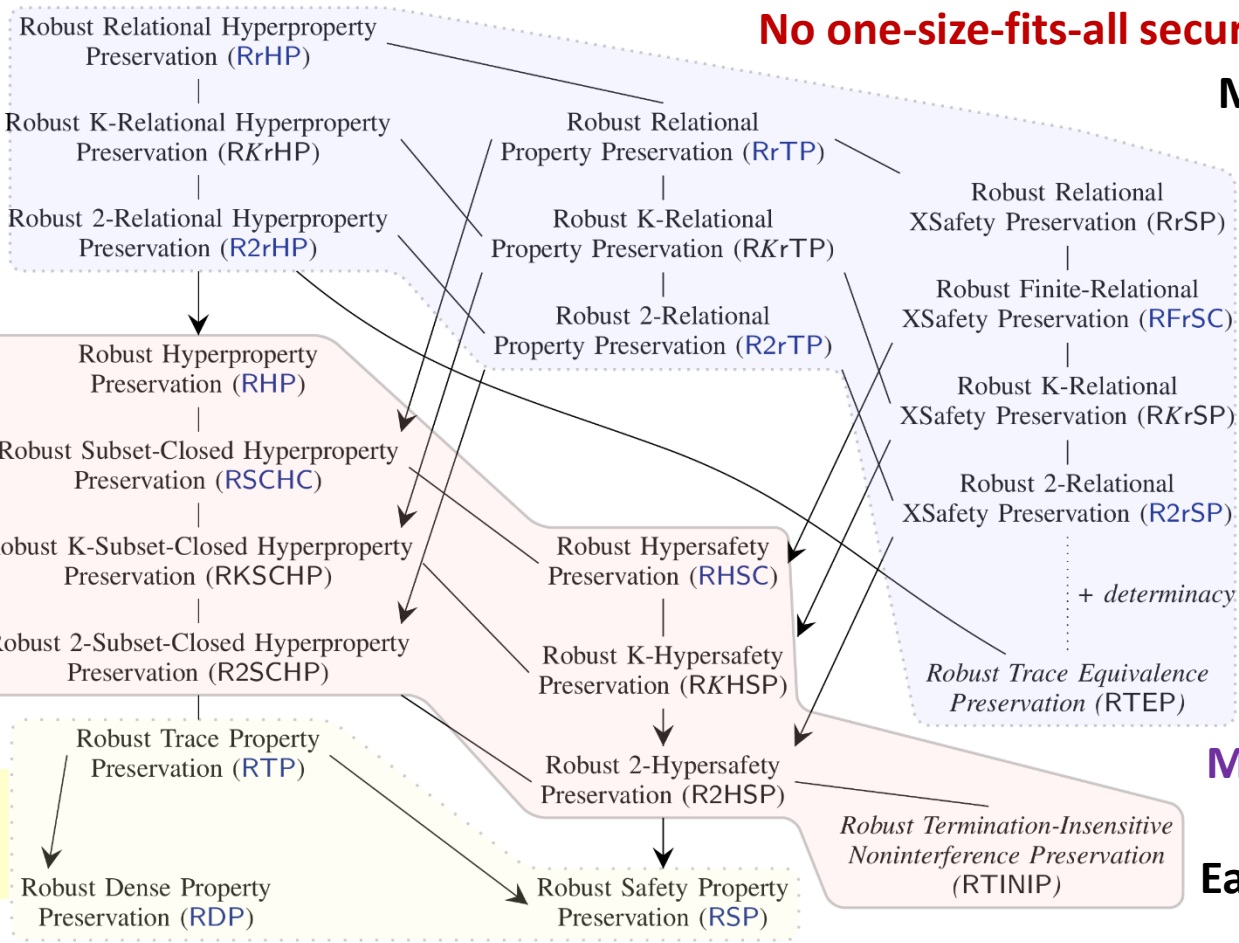 No one-size-fits-all secur
M
Robust Relational Hyperproperty
Preservation (RrHP)
Robust K-Relational Hyperproperty
Preservation (RKrHP)
Robust 2-Relational Hyperproperty
Preservation (R2rHP)
Robust Relational
Property Preservation (RrTP)
Robust K-Relational
Property Preservation (RKrTP)
Robust 2-Relational
Property Preservation (R2rTP)
Robust Relational
XSafety Preservation (RrSP)
Robust Finite-Relational
XSafety Preservation (RFrSC)
Robust K-Relational
XSafety Preservation (RKrSP)
Robust 2-Relational
XSafety Preservation (R2rSP)
+ determinacy
Robust Trace Equivalence
Preservation (RTEP)
Robust Hyperproperty
Preservation (RHP)
Robust Subset-Closed Hyperproperty
Preservation (RSCHC)
obust K-Subset-Closed Hyperproperty
Preservation (RKSCHP)
Robust 2-Subset-Closed Hyperproperty
Preservation (R2SCHP)
Robust Hypersafety
Preservation (RHSC)
Robust K-Hypersafety
Preservation (RKHSP)
Robust 2-Hypersafety
Preservation (R2HSP)
Robust Termination-Insensitive
Noninterference Preservation
(RTINIP)
Robust Trace Property
Preservation (RTP)
Robust Dense Property
Preservation (RDP)
Robust Safety Property
Preservation (RSP)
M
Ea